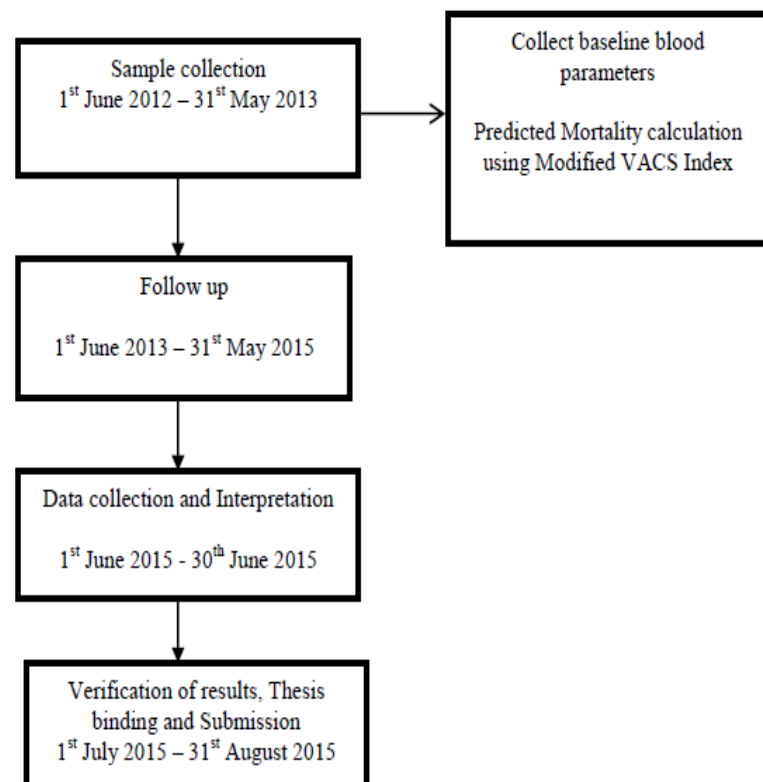 Sample collection
1st June 2012 – 31st May 2013
Collect baseline blood
parameters
Predicted Mortality calculation
using Modified VACS Index
Follow up
1st June 2013 – 31st May 2015
Data collection and Interpretation
1st June 2015 - 30th June 2015
Verification of results, Thesis
binding and Submission
1st July 2015 – 31st August 2015